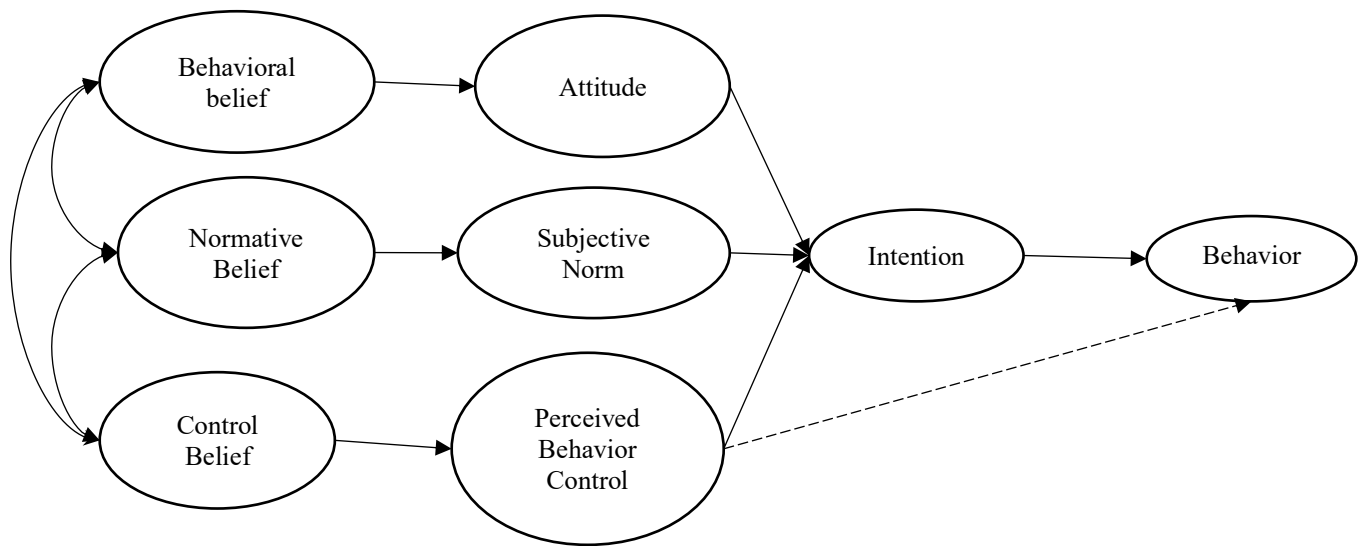 Behavioral
belief
Attitude
Normative
Belief
Subjective
Norm
Intention
Behavior
Control
Belief
Perceived
Behavior
Control